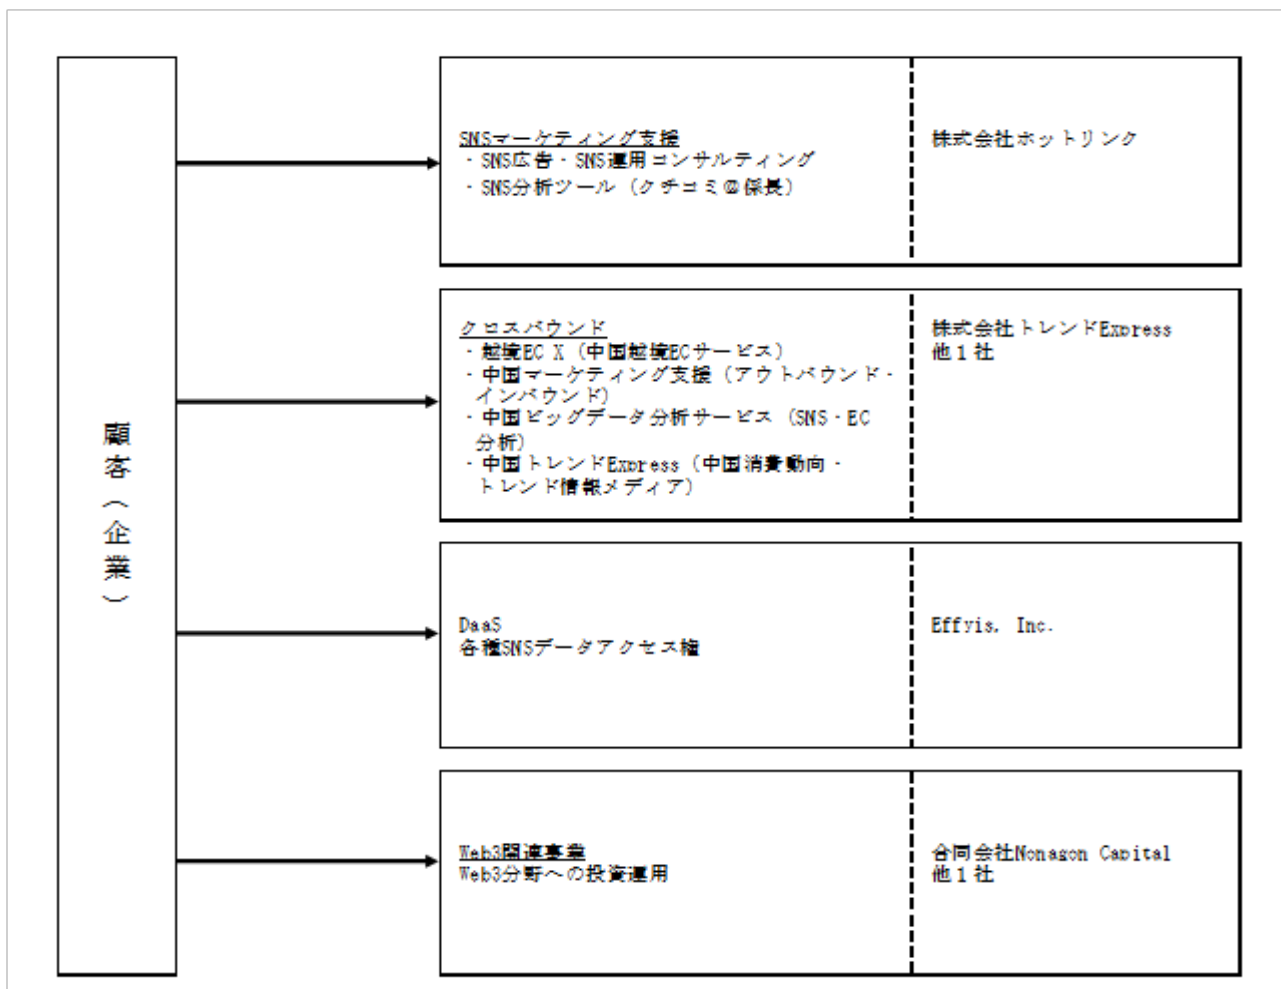 顧客（企業）
SNSマーケティング支援
・SNS広告・SNS運用コンサルティング
・SNS分析ツール（クチコミ＠係長）
株式会社ホットリンク
クロスバウンド
・越境EC X（中国越境ECサービス）
・中国マーケティング支援（アウトバウンド・
インバウンド）
・中国ビッグデータ分析サービス（SNS・EC
分析）
・中国トレンドExpress（中国消費動向・
トレンド情報メディア）
株式会社トレンドExpress
他１社
DaaS
各種SNSデータアクセス権
Effyis, Inc.
Web3関連事業
Web3分野への投資運用
合同会社Nonagon Capital
他１社